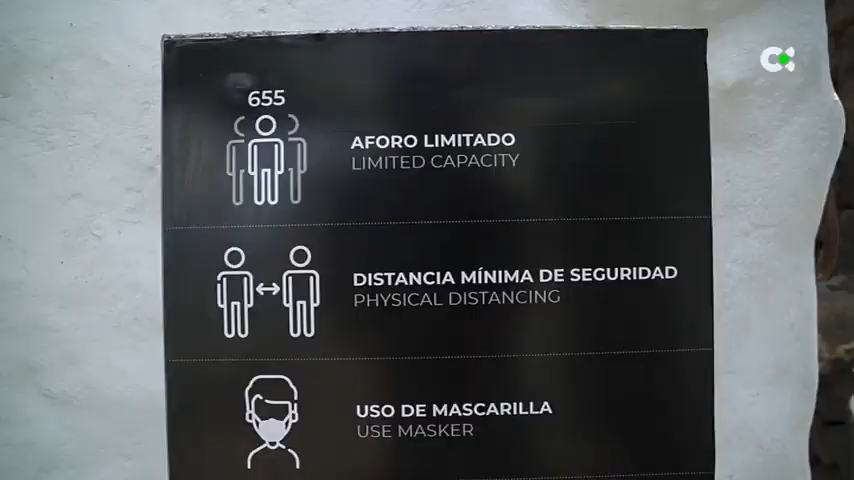 655
AFORO LIMITADO
LIMITED CAPACITY
DISTANCIA MÍNIMA DE SEGURIDAD
PHYSICAL DISTANCING
USO DE MASCARILLA
USE MASKER